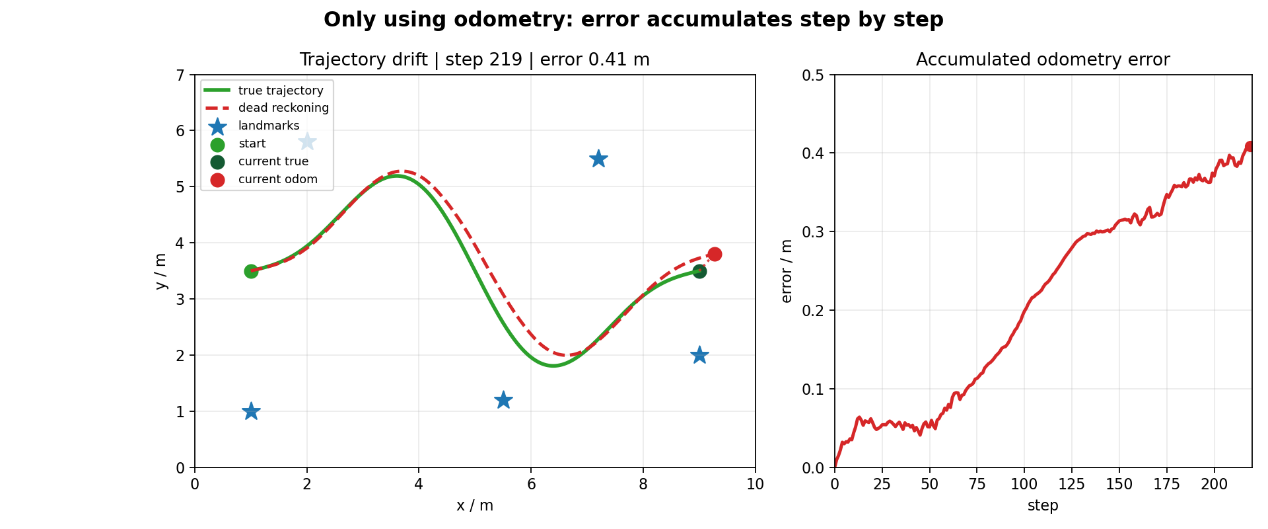 Only using odometry: error accumulates step by step
Trajectory drift | step 219 | error 0.41 m
7
6
5
4
3
2
1
0
y / m
true trajectory
dead reckoning
landmarks
start
current true
current odom
0 2 4 6 8 10
x / m
Accumulated odometry error
0.5
0.4
0.3
0.2
0.1
0.0
error / m
0 25 50 75 100 125 150 175 200
step